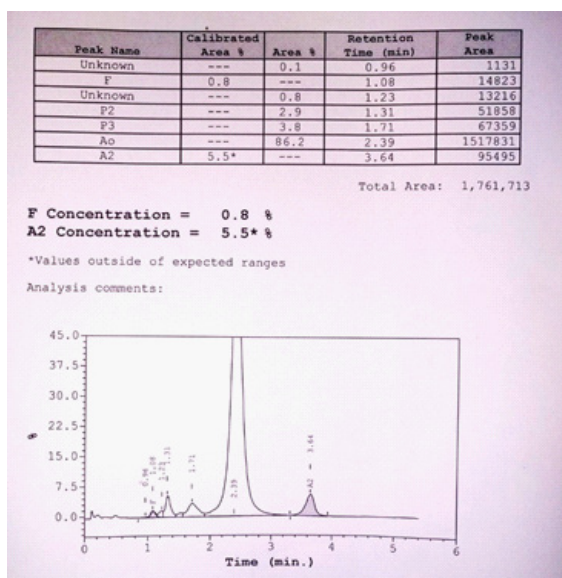 Peak Name Calibrated Area % Area % Retention Time (min) Peak Area
Unknown --- 0.1 0.96 1131
F 0.8 --- 1.08 14823
Unknown --- 0.8 1.23 13216
P2 --- 2.9 1.31 51858
P3 --- 3.8 1.71 67359
Ao --- 86.2 2.39 1517831
A2 5.5* --- 3.64 95495
Total Area: 1,761,713
F Concentration = 0.8 %
A2 Concentration = 5.5* %
*Values outside of expected ranges
Analysis comments:
45.0
37.5
30.0
22.5
15.0
7.5
0.0
%
0.96
F 1.08
1.23
1.31
1.71
2.39
A2 3.64
0 1 2 3 4 5 6
Time (min.)